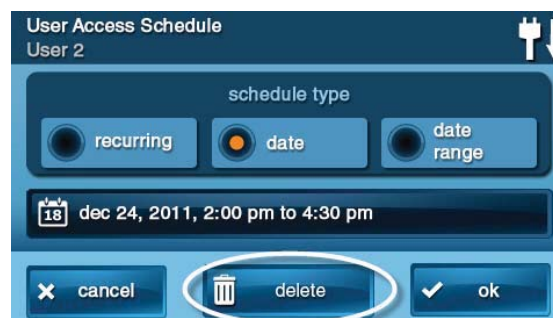 User Access Schedule
User 2
schedule type
recurring
date
date
range
18 dec 24, 2011, 2:00 pm to 4:30 pm
cancel
delete
ok